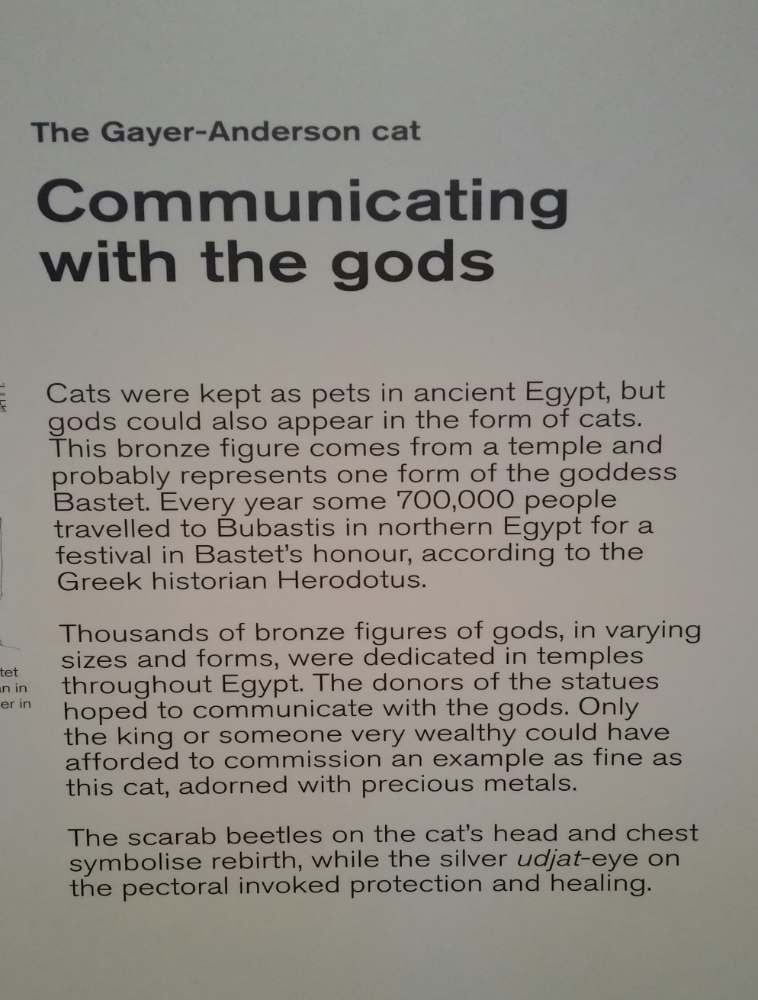 The Gayer-Anderson cat
Communicating
with the gods
Cats were kept as pets in ancient Egypt, but
gods could also appear in the form of cats.
This bronze figure comes from a temple and
probably represents one form of the goddess
Bastet. Every year some 700,000 people
travelled to Bubastis in northern Egypt for a
festival in Bastet's honour, according to the
Greek historian Herodotus.
Thousands of bronze figures of gods, in varying
sizes and forms, were dedicated in temples
throughout Egypt. The donors of the statues
hoped to communicate with the gods. Only
the king or someone very wealthy could have
afforded to commission an example as fine as
this cat, adorned with precious metals.
The scarab beetles on the cat's head and chest
symbolise rebirth, while the silver udjat-eye on
the pectoral invoked protection and healing.
tet
n in
er in